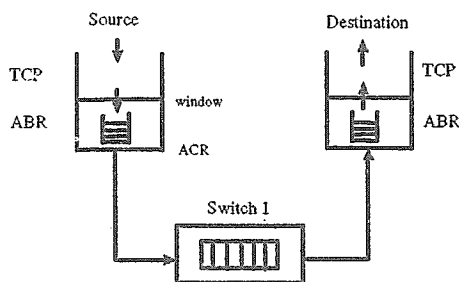 Source
Destination
TCP
TCP
window
ABR
ABR
ACR
Switch 1